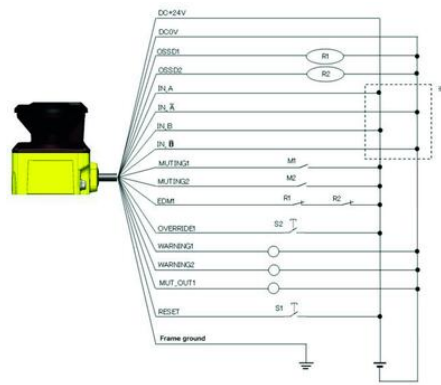 DC+24V
DC0V
OSSD1
R1
OSSD2
R2
IN_A
IN_A̅
IN_B
IN_B̅
MUTING1
M1
MUTING2
M2
EDM1
R1
R2
OVERRIDE1
S2
WARNING1
WARNING2
MUT_OUT1
RESET
S1
Frame ground